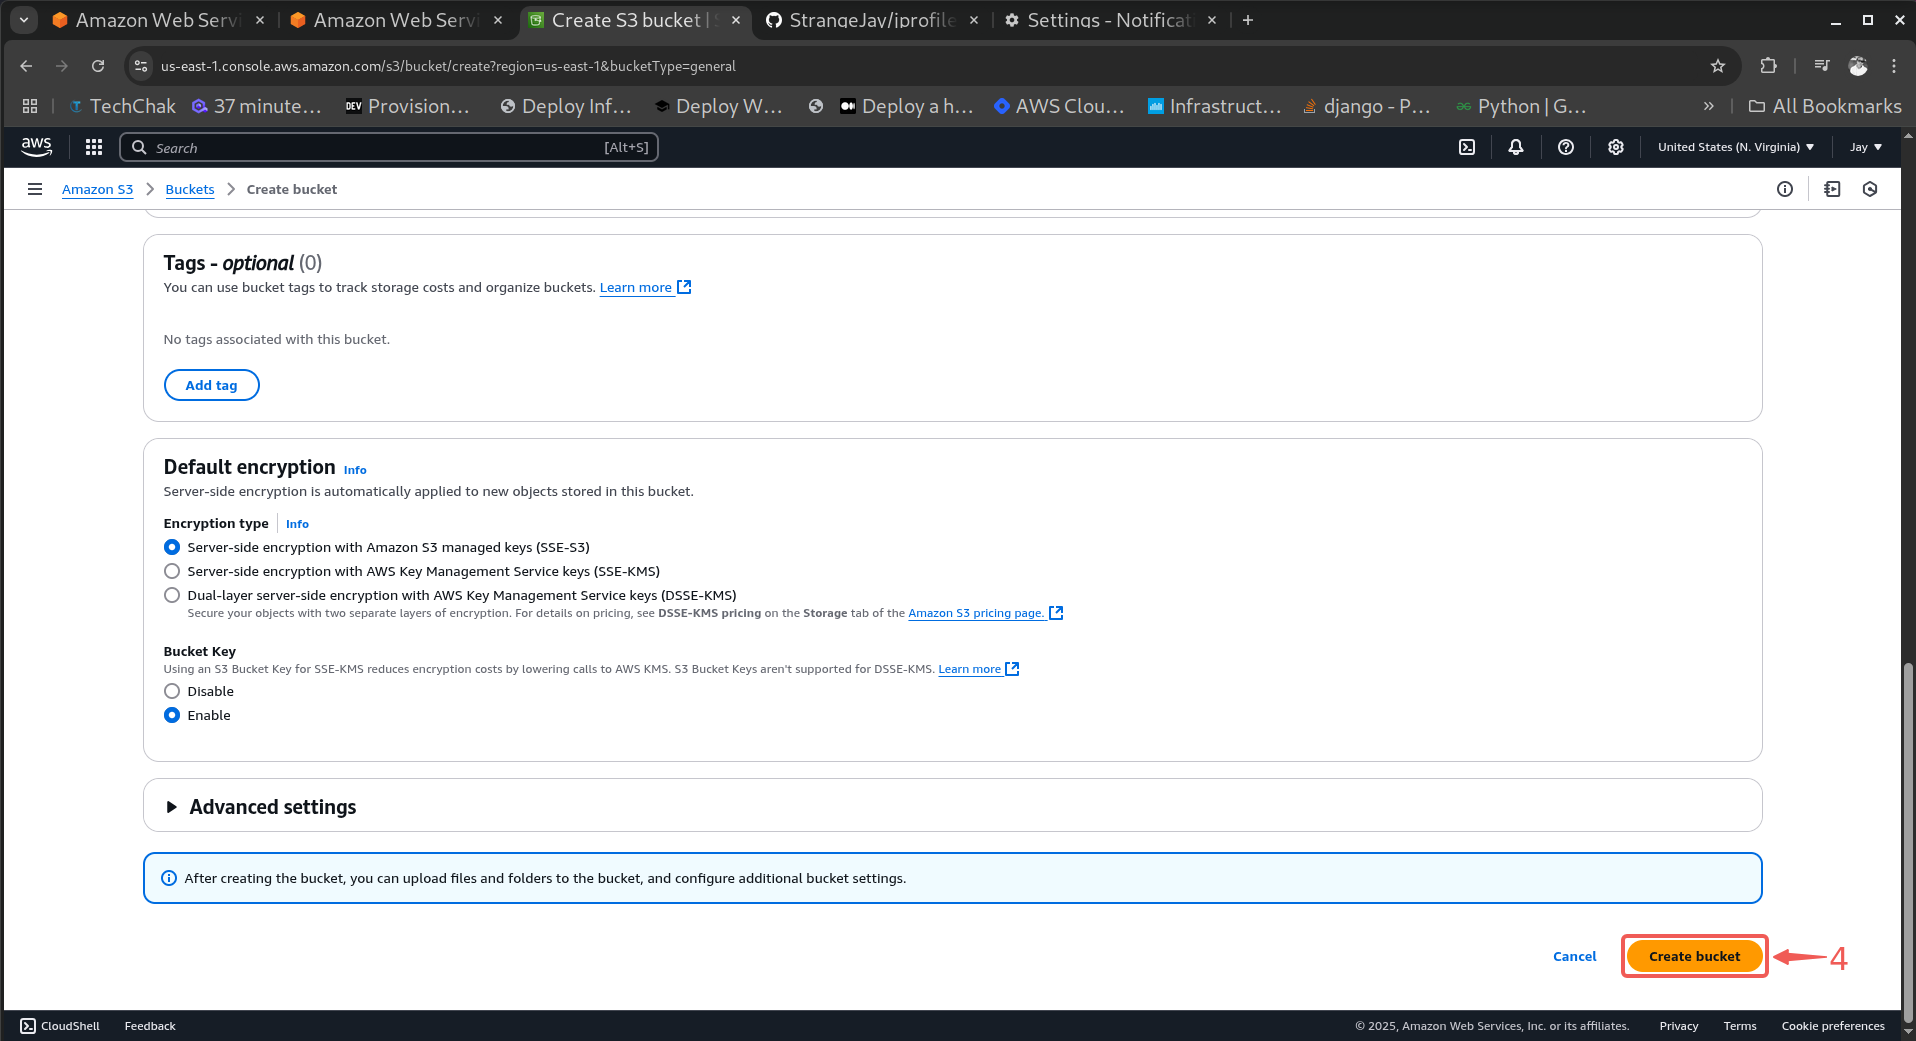 Amazon Web Servi
Amazon Web Servi
Create S3 bucket | S
StrangeJay/jprofile
Settings - Notificati
us-east-1.console.aws.amazon.com/s3/bucket/create?region=us-east-1&bucketType=general
TechChak
37 minute...
DEV Provision...
Deploy Inf...
Deploy W...
Deploy a h...
AWS Clou...
Infrastruct...
django - P...
Python | G...
» All Bookmarks
aws
Search [Alt+S]
United States (N. Virginia)
Jay
Amazon S3 > Buckets > Create bucket
Tags - optional (0)
You can use bucket tags to track storage costs and organize buckets. Learn more
No tags associated with this bucket.
Add tag
Default encryption Info
Server-side encryption is automatically applied to new objects stored in this bucket.
Encryption type Info
Server-side encryption with Amazon S3 managed keys (SSE-S3)
Server-side encryption with AWS Key Management Service keys (SSE-KMS)
Dual-layer server-side encryption with AWS Key Management Service keys (DSSE-KMS)
Secure your objects with two separate layers of encryption. For details on pricing, see DSSE-KMS pricing on the Storage tab of the Amazon S3 pricing page.
Bucket Key
Using an S3 Bucket Key for SSE-KMS reduces encryption costs by lowering calls to AWS KMS. S3 Bucket Keys aren't supported for DSSE-KMS. Learn more
Disable
Enable
Advanced settings
After creating the bucket, you can upload files and folders to the bucket, and configure additional bucket settings.
Cancel
Create bucket
4
CloudShell
Feedback
© 2025, Amazon Web Services, Inc. or its affiliates.
Privacy
Terms
Cookie preferences